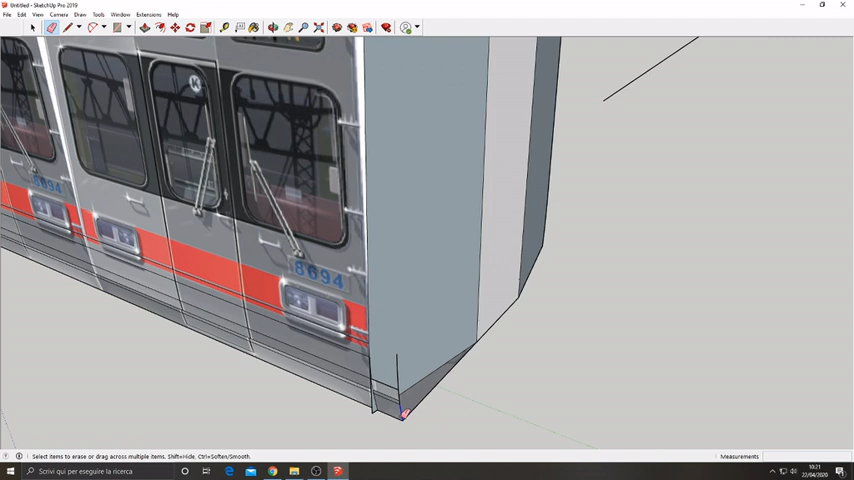 Untitled - SketchUp Pro 2019
File Edit View Camera Draw Tools Window Extensions Help
K
8694
8694
Select items to erase or drag across multiple items. Shift=Hide, Ctrl=Soften/Smooth.
Measurements
Scrivi qui per eseguire la ricerca
10:21
22/04/2020